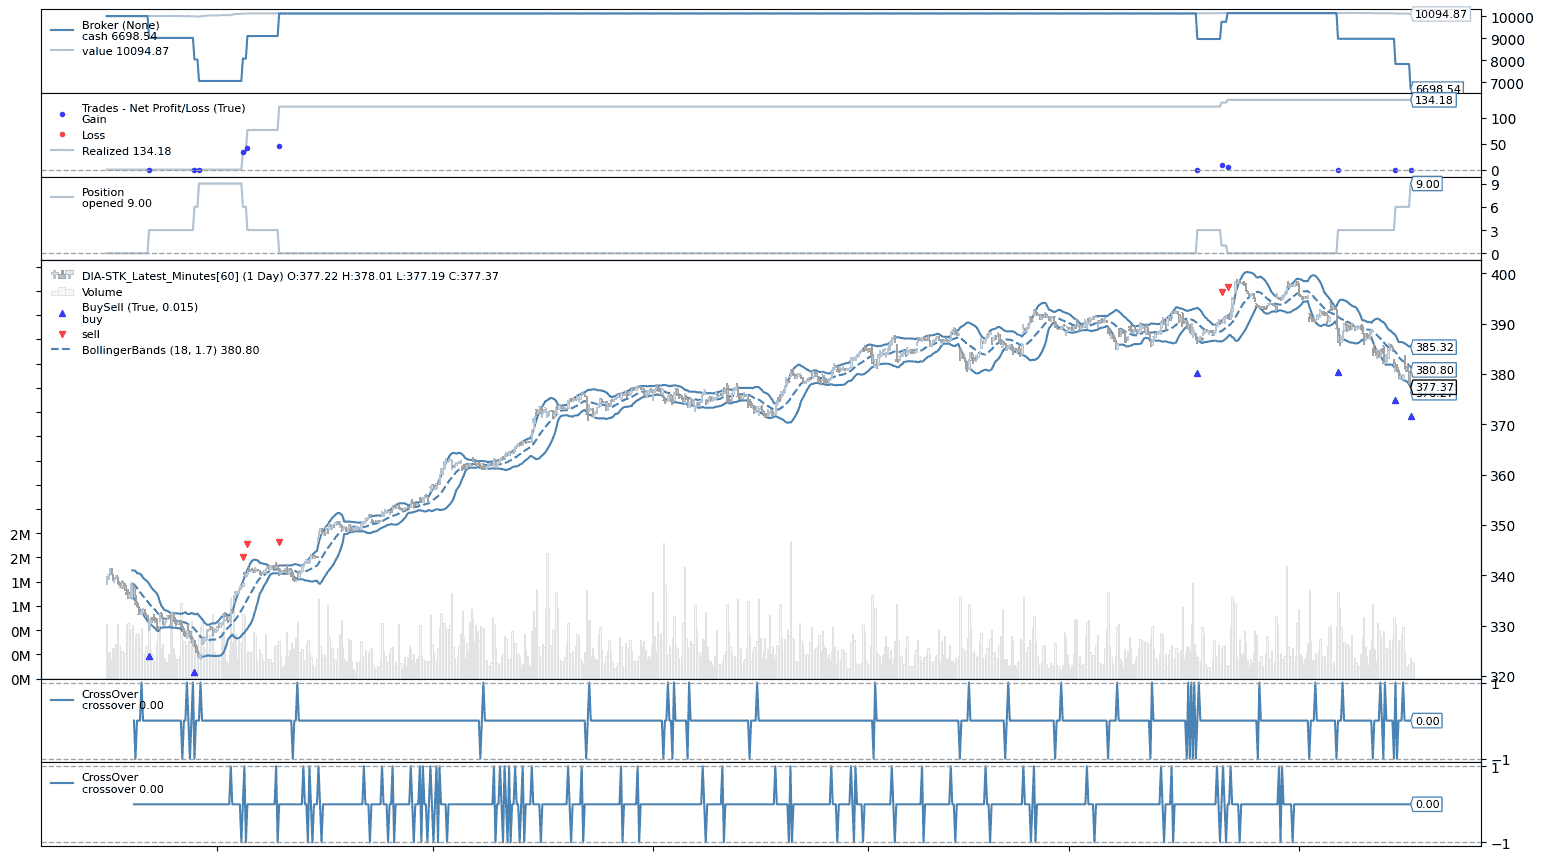 Broker (None)
cash 6698.54
value 10094.87
10094.87
10000
9000
8000
7000
6698.54
Trades - Net Profit/Loss (True)
Gain
Loss
Realized 134.18
134.18
100
50
0
Position
opened 9.00
9.00
9
6
3
0
DIA-STK_Latest_Minutes[60] (1 Day) O:377.22 H:378.01 L:377.19 C:377.37
Volume
BuySell (True, 0.015)
buy
sell
BollingerBands (18, 1.7) 380.80
400
390
385.32
380.80
380
377.37
370
360
350
340
330
320
2M
2M
1M
1M
0M
0M
0M
CrossOver
crossover 0.00
1
0.00
−1
CrossOver
crossover 0.00
1
0.00
−1